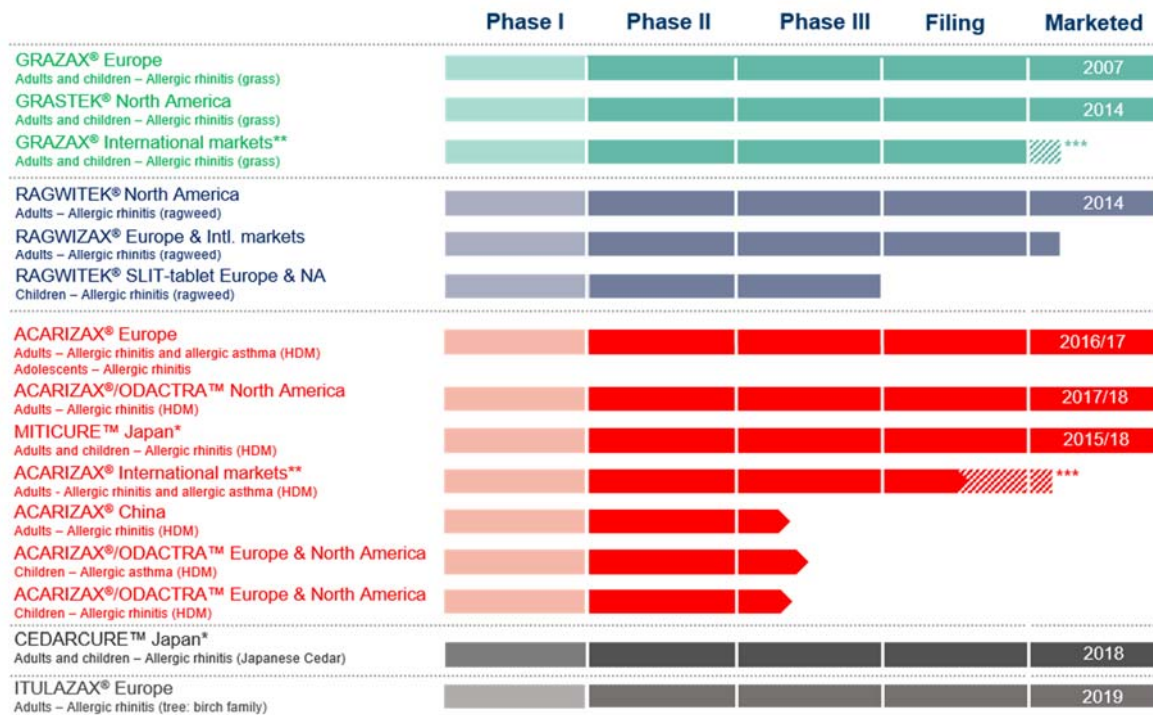 Phase I Phase II Phase III Filing Marketed
GRAZAX® Europe
Adults and children – Allergic rhinitis (grass)
2007
GRASTEK® North America
Adults and children – Allergic rhinitis (grass)
2014
GRAZAX® International markets**
Adults and children – Allergic rhinitis (grass)
***
RAGWITEK® North America
Adults – Allergic rhinitis (ragweed)
2014
RAGWIZAX® Europe & Intl. markets
Adults – Allergic rhinitis (ragweed)
RAGWITEK® SLIT-tablet Europe & NA
Children – Allergic rhinitis (ragweed)
ACARIZAX® Europe
Adults – Allergic rhinitis and allergic asthma (HDM)
Adolescents – Allergic rhinitis
2016/17
ACARIZAX®/ODACTRA™ North America
Adults – Allergic rhinitis (HDM)
2017/18
MITICURE™ Japan*
Adults and children – Allergic rhinitis (HDM)
2015/18
ACARIZAX® International markets**
Adults - Allergic rhinitis and allergic asthma (HDM)
***
ACARIZAX® China
Adults – Allergic rhinitis (HDM)
ACARIZAX®/ODACTRA™ Europe & North America
Children – Allergic asthma (HDM)
ACARIZAX®/ODACTRA™ Europe & North America
Children – Allergic rhinitis (HDM)
CEDARCURE™ Japan*
Adults and children – Allergic rhinitis (Japanese Cedar)
2018
ITULAZAX® Europe
Adults – Allergic rhinitis (tree: birch family)
2019